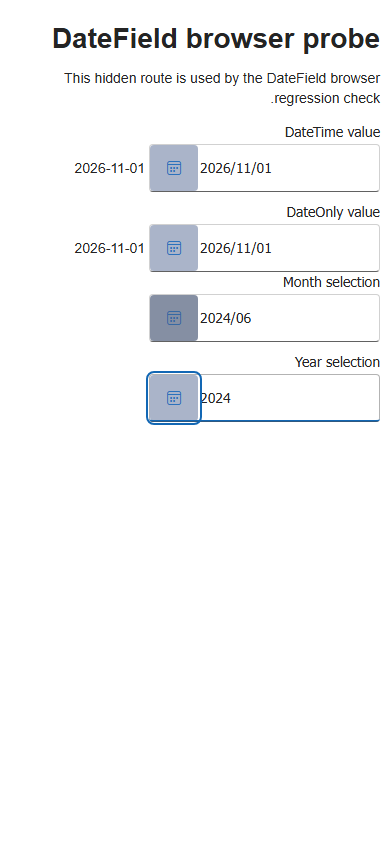 DateField browser probe
This hidden route is used by the DateField browser
.regression check
DateTime value
2026-11-01 2026/11/01
DateOnly value
2026-11-01 2026/11/01
Month selection
2024/06
Year selection
2024